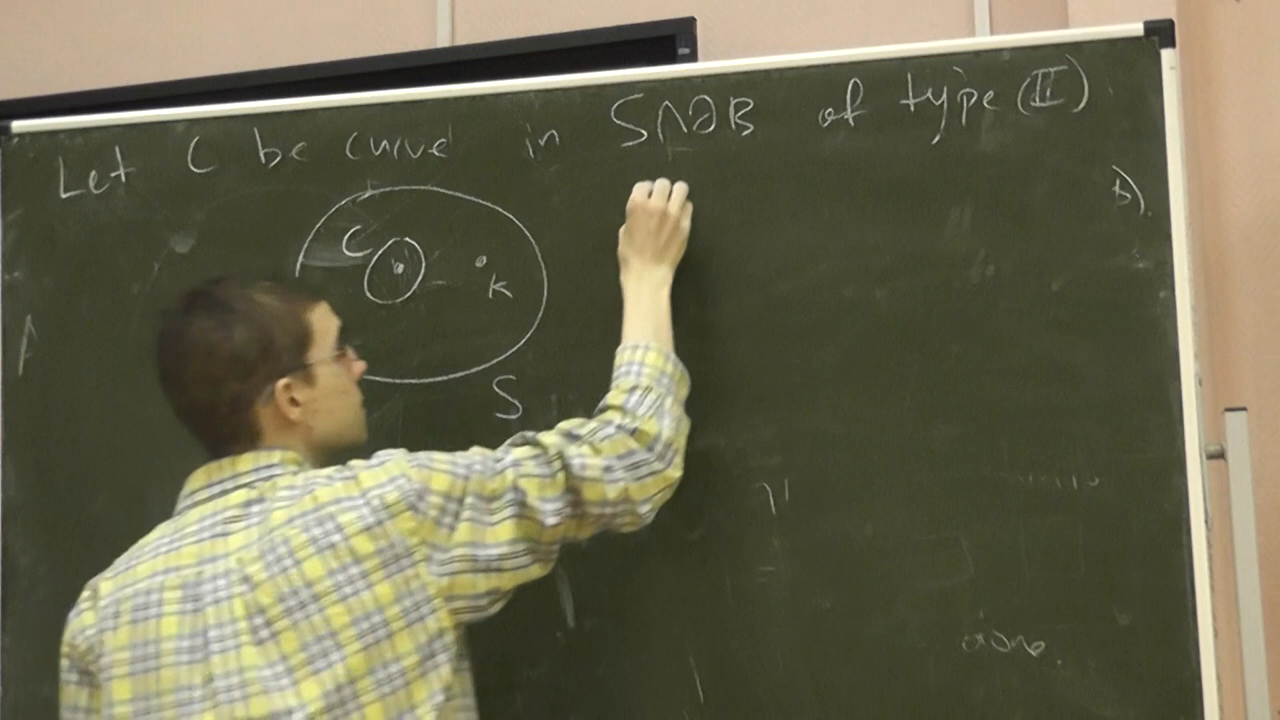 Let C be curve in S∩∂B of type (II)
b)
C
K
S